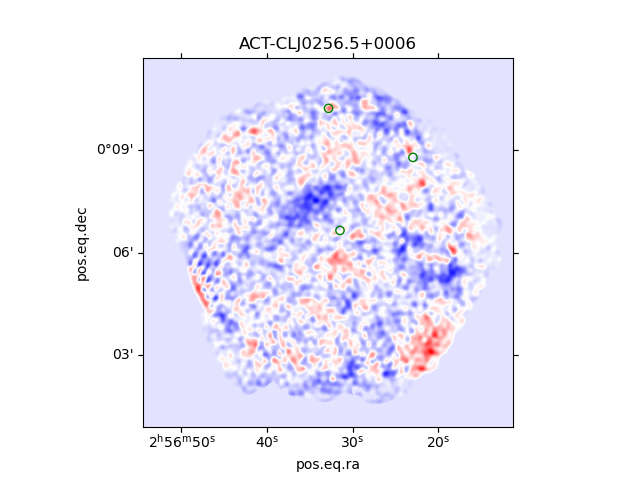 ACT-CLJ0256.5+0006
0°09'
06'
03'
pos.eq.dec
2ʰ56ᵐ50ˢ 40ˢ 30ˢ 20ˢ
pos.eq.ra